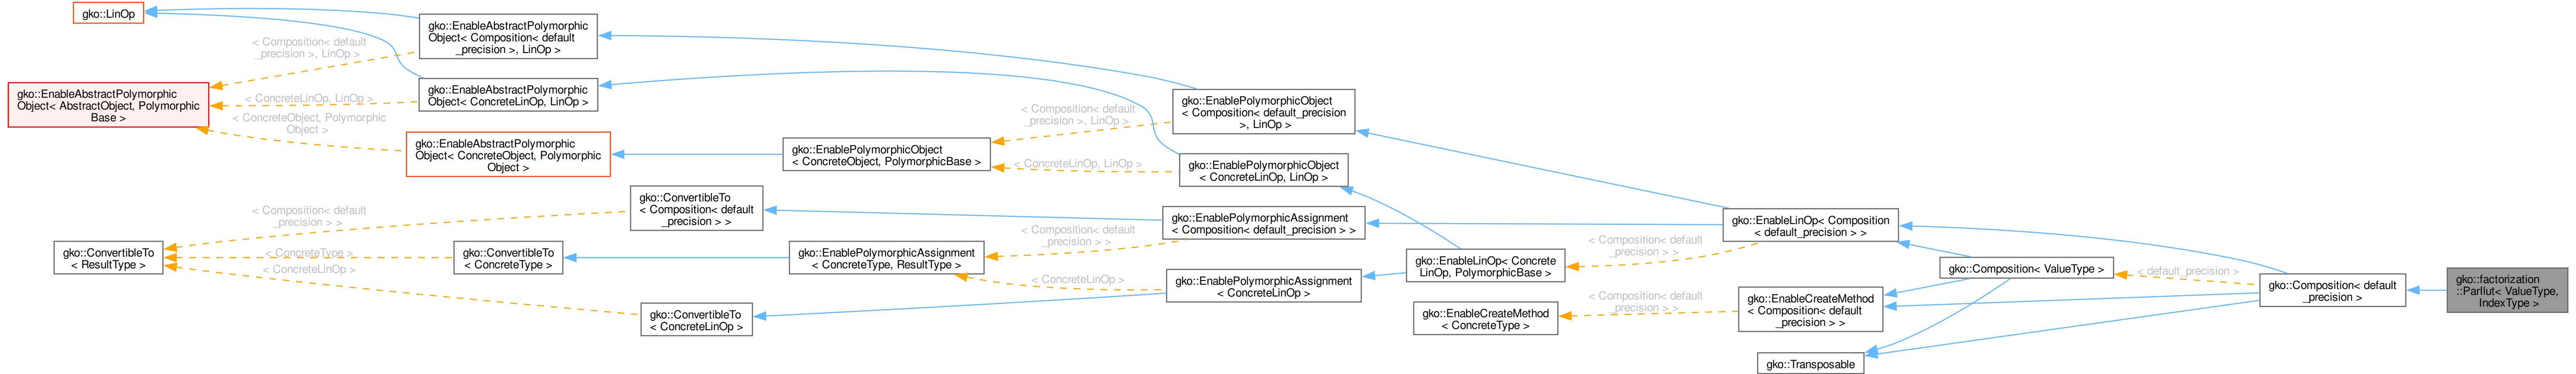 gko::LinOp
gko::EnableAbstractPolymorphic
Object< AbstractObject, Polymorphic
Base >
< Composition< default
_precision >, LinOp >
< ConcreteLinOp, LinOp >
< ConcreteObject, Polymorphic
Object >
gko::EnableAbstractPolymorphic
Object< Composition< default
_precision >, LinOp >
gko::EnableAbstractPolymorphic
Object< ConcreteLinOp, LinOp >
gko::EnableAbstractPolymorphic
Object< ConcreteObject, Polymorphic
Object >
gko::EnablePolymorphicObject
< ConcreteObject, PolymorphicBase >
< Composition< default
_precision >, LinOp >
< ConcreteLinOp, LinOp >
gko::EnablePolymorphicObject
< Composition< default_precision
>, LinOp >
gko::EnablePolymorphicObject
< ConcreteLinOp, LinOp >
gko::ConvertibleTo
< ResultType >
< Composition< default
_precision > >
< ConcreteType >
< ConcreteLinOp >
gko::ConvertibleTo
< Composition< default
_precision > >
gko::ConvertibleTo
< ConcreteType >
gko::ConvertibleTo
< ConcreteLinOp >
gko::EnablePolymorphicAssignment
< ConcreteType, ResultType >
< Composition< default
_precision > >
< ConcreteLinOp >
gko::EnablePolymorphicAssignment
< Composition< default_precision > >
gko::EnablePolymorphicAssignment
< ConcreteLinOp >
gko::EnableLinOp< Concrete
LinOp, PolymorphicBase >
< Composition< default
_precision > >
gko::EnableCreateMethod
< ConcreteType >
< Composition< default
_precision > >
gko::EnableLinOp< Composition
< default_precision > >
gko::EnableCreateMethod
< Composition< default
_precision > >
gko::Transposable
gko::Composition< ValueType >
< default_precision >
gko::Composition< default
_precision >
gko::factorization
::ParIlut< ValueType,
IndexType >